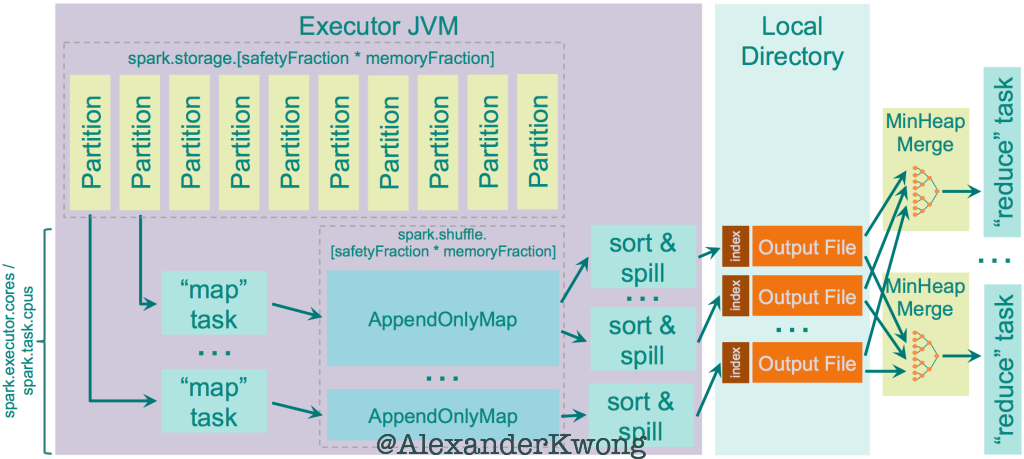 Executor JVM
spark.storage.[safetyFraction * memoryFraction]
Partition
Partition
Partition
Partition
Partition
Partition
Partition
Partition
Partition
Partition
spark.executor.cores /
spark.task.cpus
“map”
task
...
“map”
task
spark.shuffle.
[safetyFraction * memoryFraction]
AppendOnlyMap
...
AppendOnlyMap
sort &
spill
...
sort &
spill
sort &
spill
Local
Directory
index
Output File
index
Output File
...
index
Output File
MinHeap
Merge
MinHeap
Merge
“reduce” task
...
“reduce” task
@AlexanderKwong